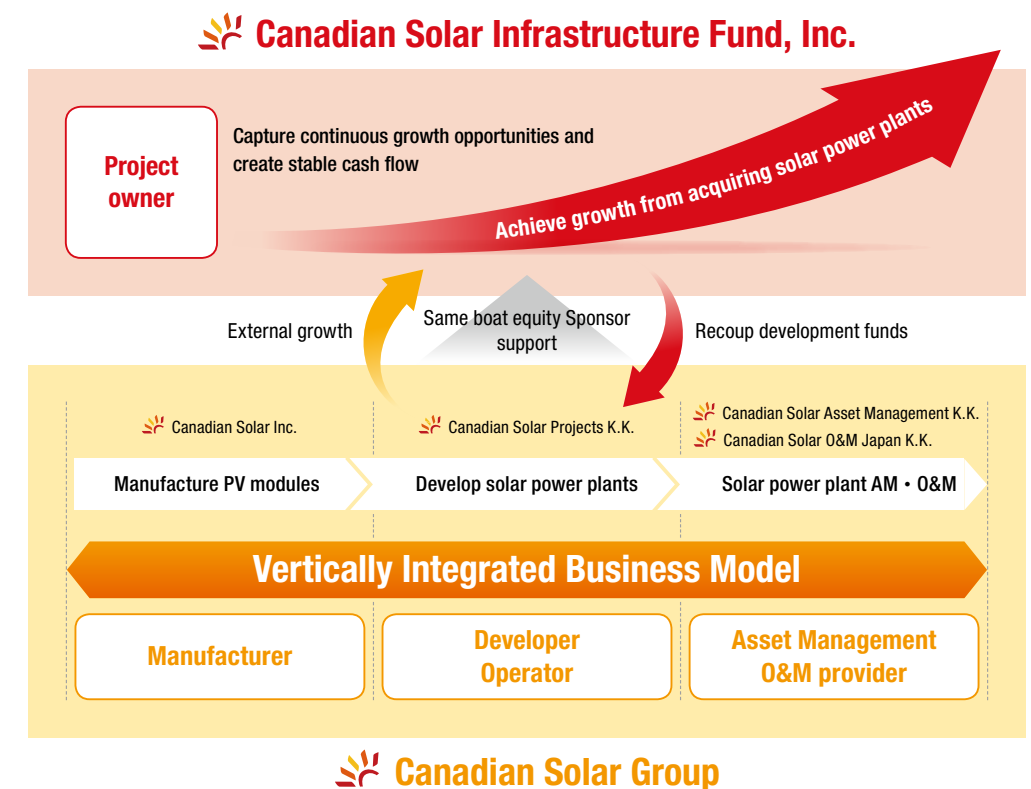 Canadian Solar Infrastructure Fund, Inc.
Project
owner
Capture continuous growth opportunities and
create stable cash flow
Achieve growth from acquiring solar power plants
External growth
Same boat equity Sponsor
support
Recoup development funds
Canadian Solar Inc.
Canadian Solar Projects K.K.
Canadian Solar Asset Management K.K.
Canadian Solar O&M Japan K.K.
Manufacture PV modules
Develop solar power plants
Solar power plant AM・O&M
Vertically Integrated Business Model
Manufacturer
Developer
Operator
Asset Management
O&M provider
Canadian Solar Group